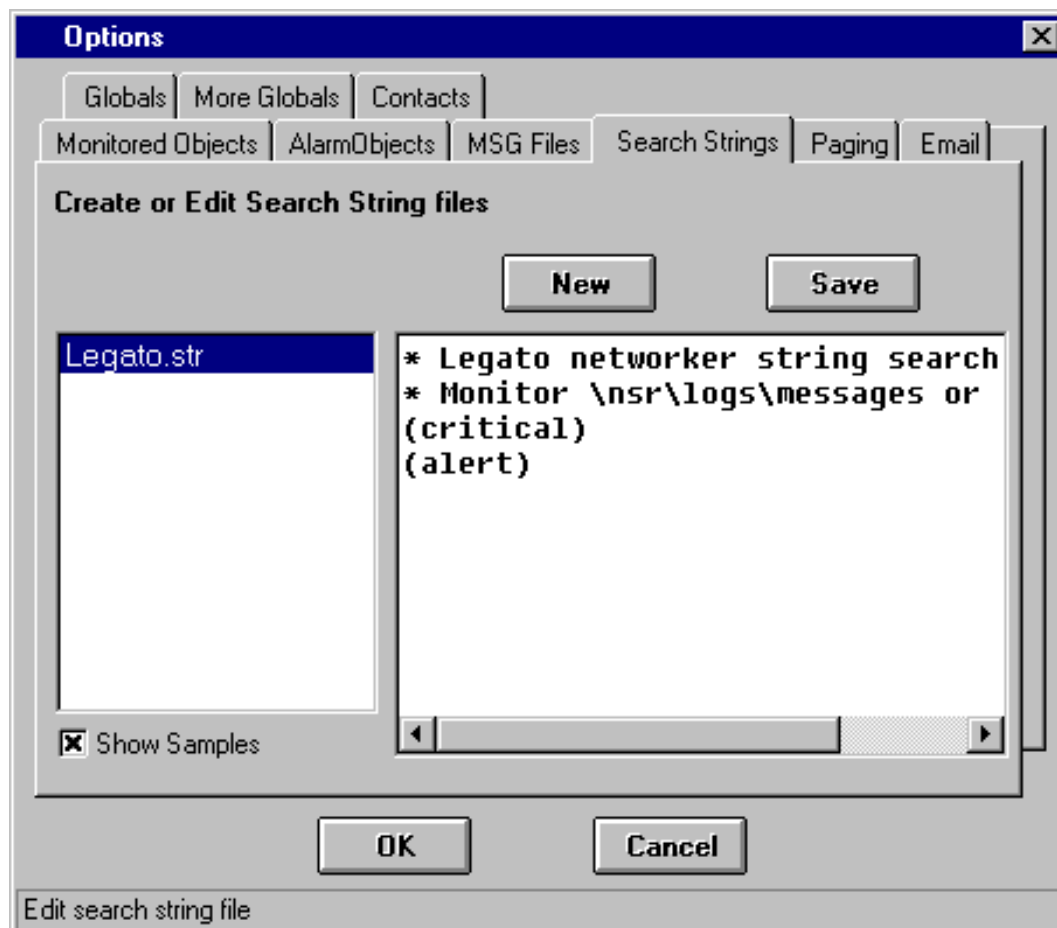 Options
Globals More Globals Contacts
Monitored Objects AlarmObjects MSG Files Search Strings Paging Email
Create or Edit Search String files
New Save
Legato.str
* Legato networker string search
* Monitor \nsr\logs\messages or
(critical)
(alert)
Show Samples
OK Cancel
Edit search string file